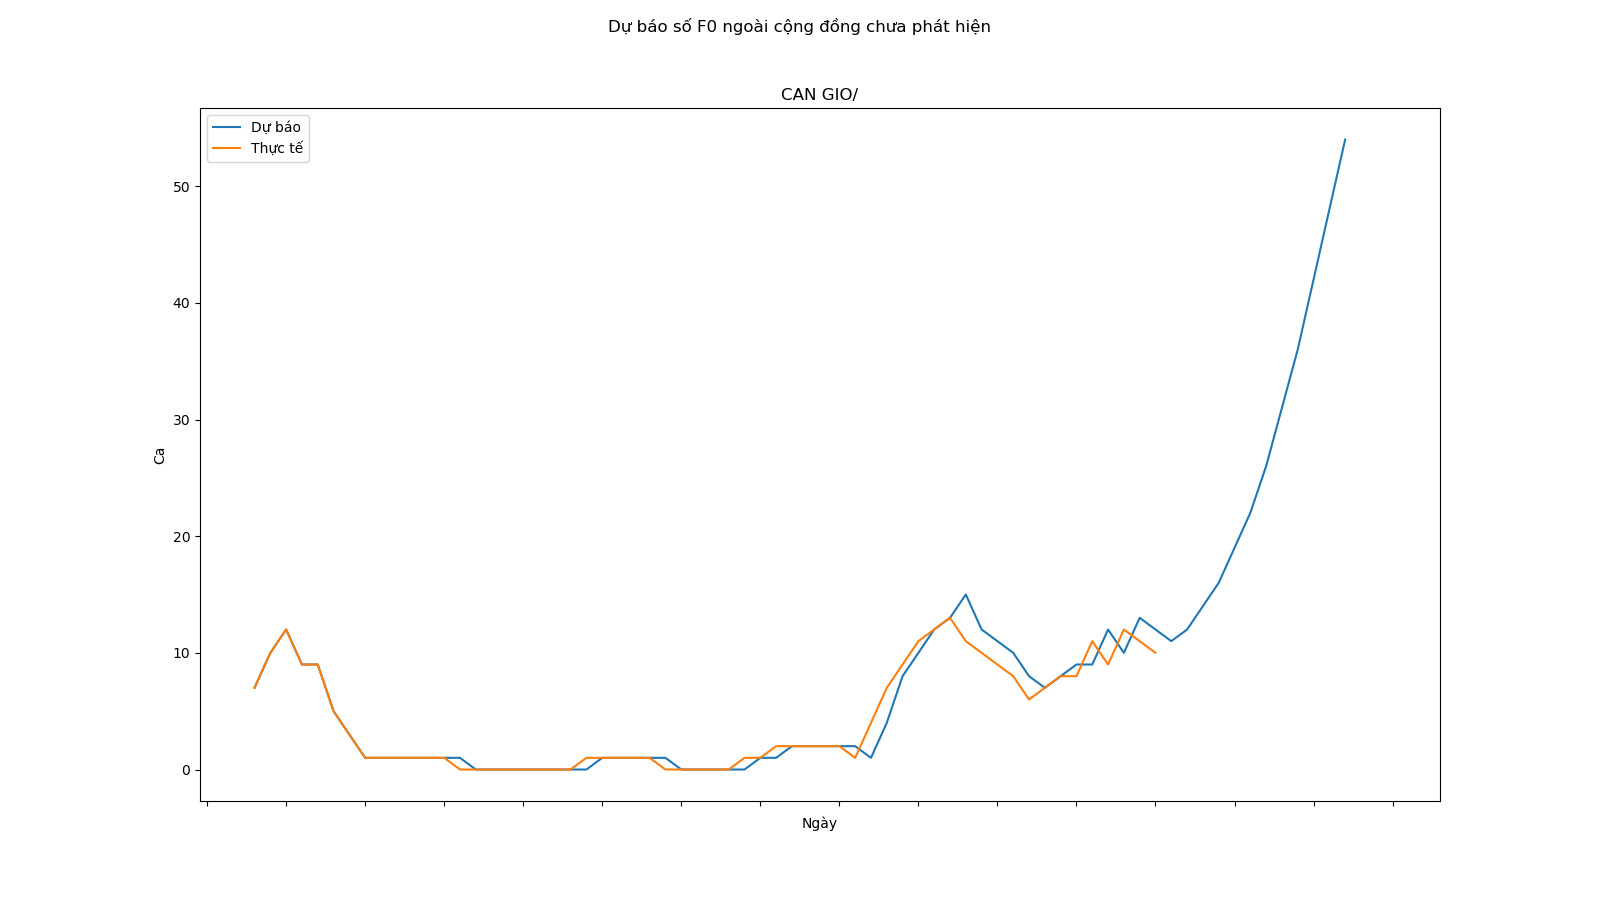 Dự báo số F0 ngoài cộng đồng chưa phát hiện
CAN GIO/
Dự báo
Thực tế
50
40
30
20
10
0
Ca
Ngày